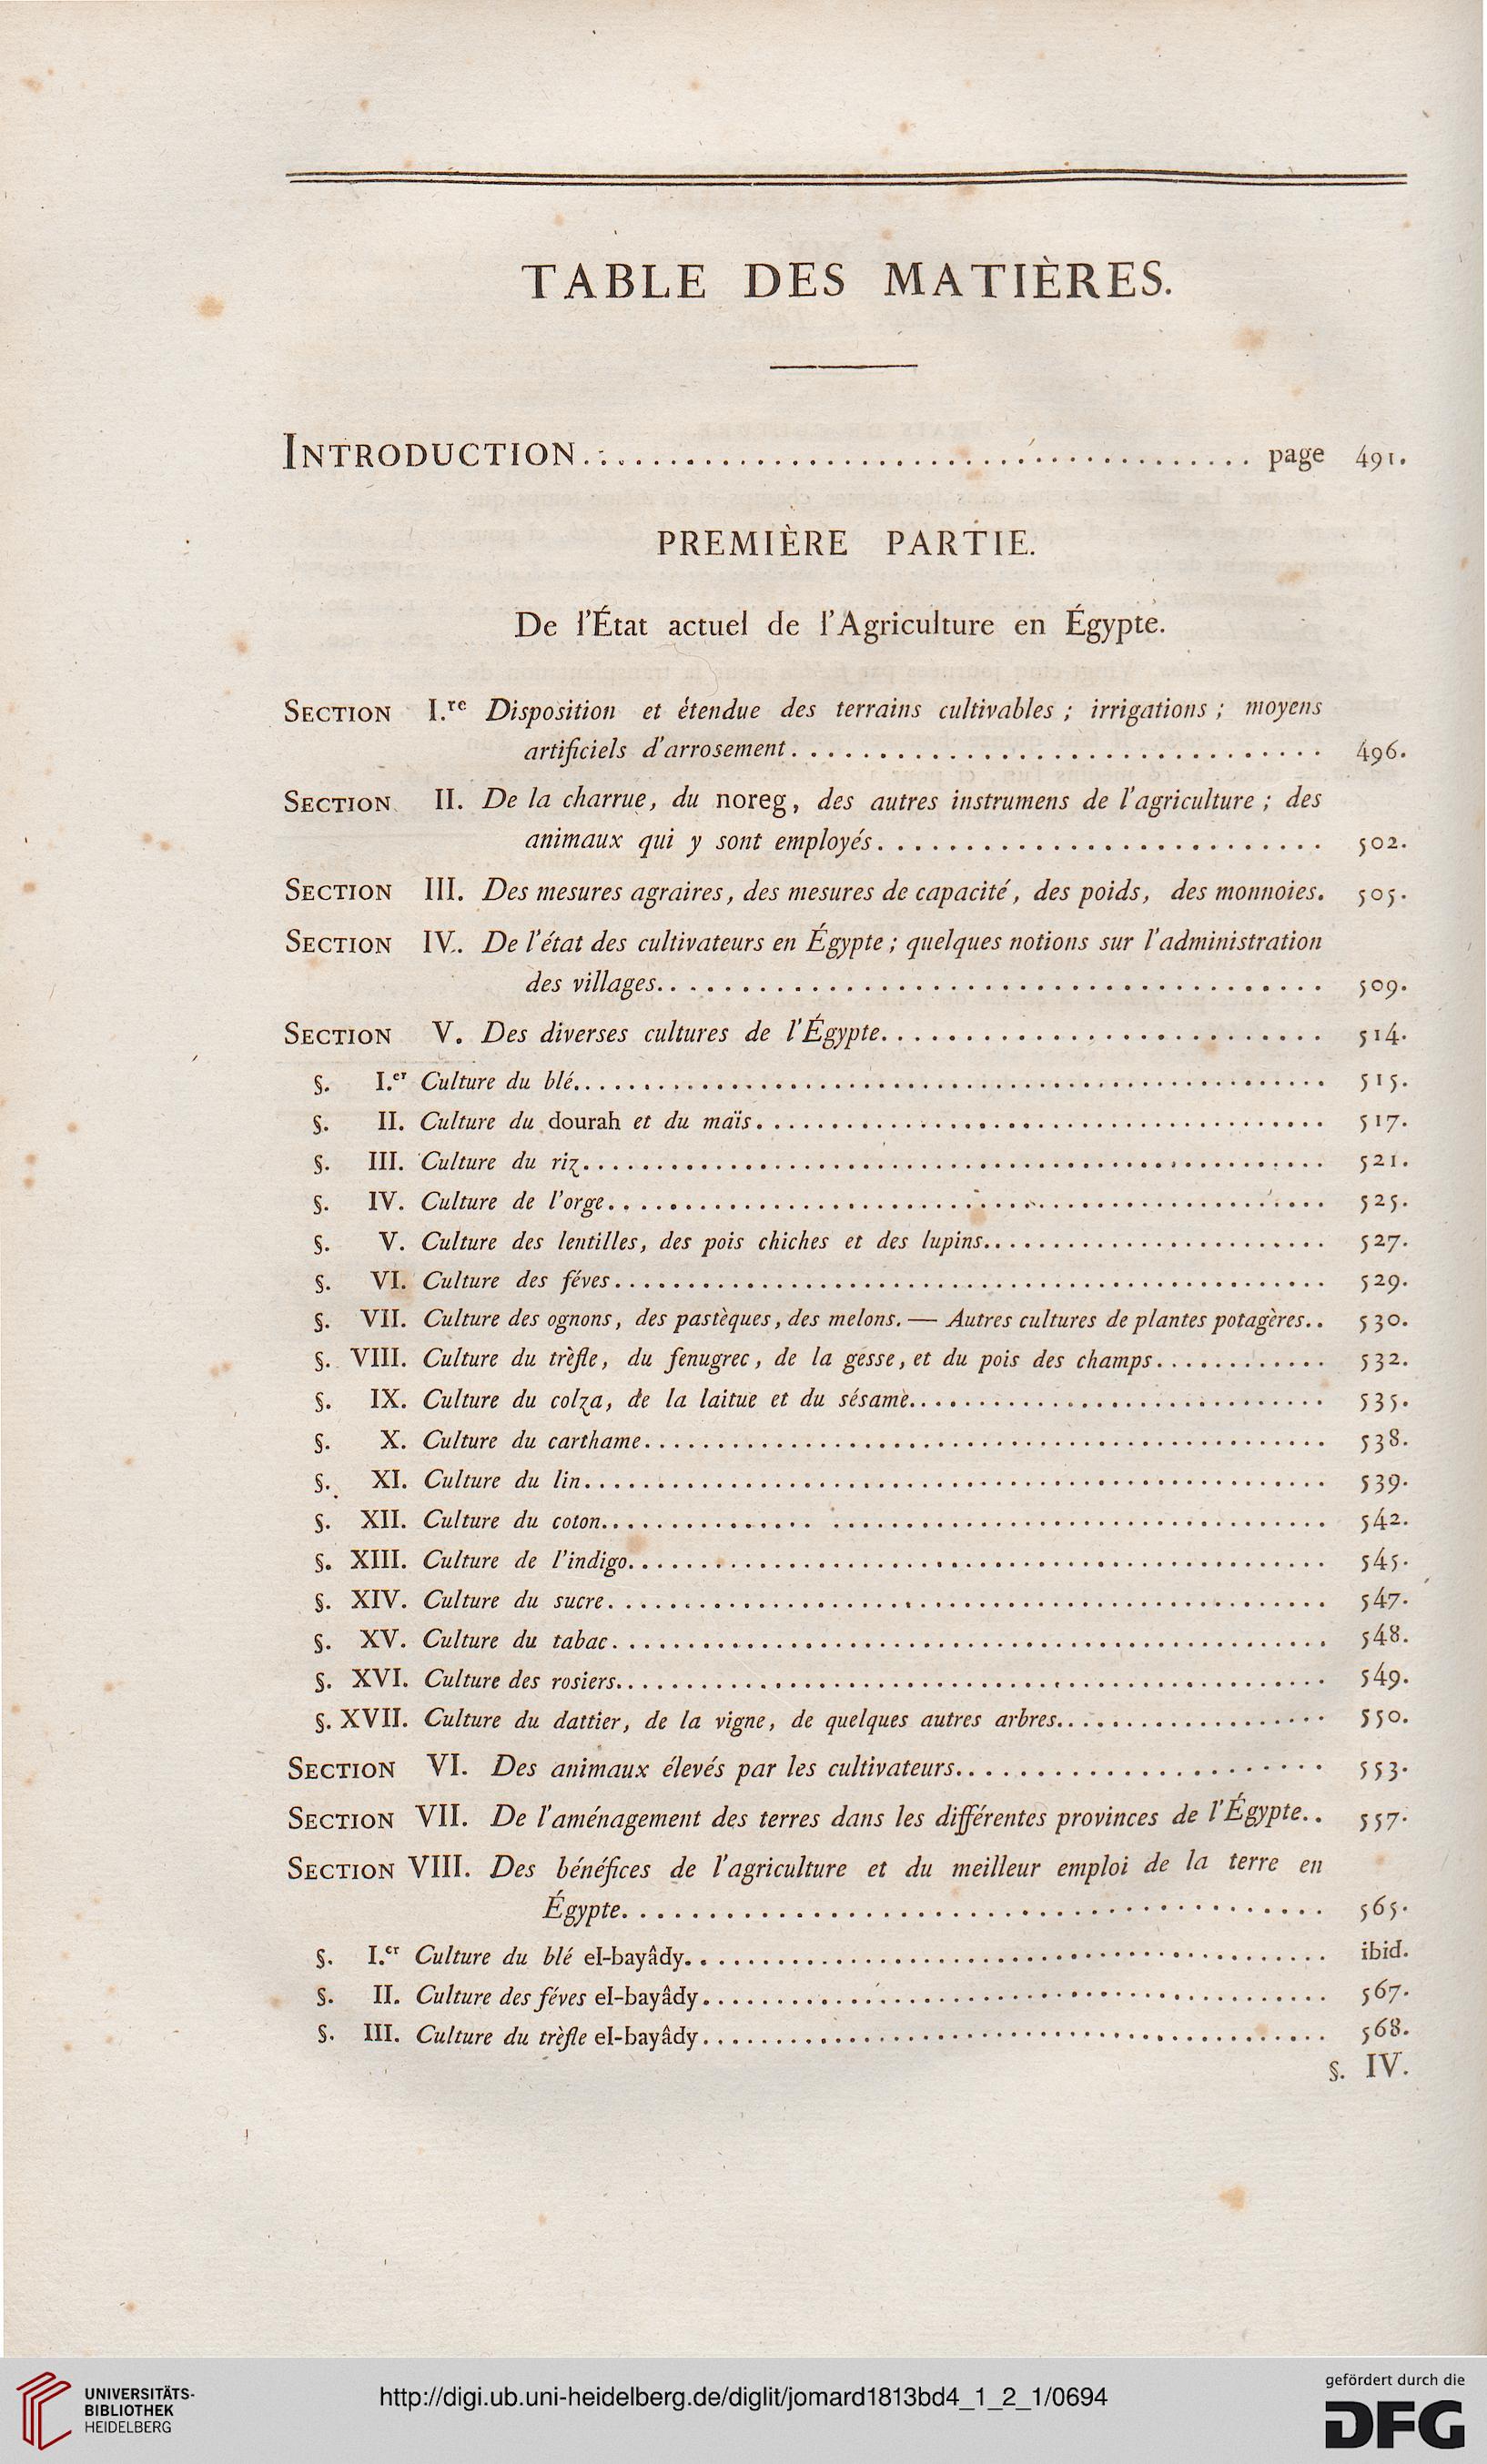 TABLE DES MATIÈRES.
INTRODUCTION.......................................... page 491.
PREMIÈRE PARTIE.
De l'État actuel de l'Agriculture en Égypte.
SECTION I.re Disposition et étendue des terrains cultivables ; irrigations ; moyens
artificiels d'arrosement............................... 496.
SECTION II. De la charrue, du noreg, des autres instrumens de l'agriculture ; des
animaux qui y sont employés.......................... 502.
SECTION III. Des mesures agraires, des mesures de capacité, des poids, des monnoies. 505.
SECTION IV. De l'état des cultivateurs en Égypte ; quelques notions sur l'administration
des villages....................................... 509.
SECTION V. Des diverses cultures de l'Égypte.......................... 514.
§. I.er Culture du blé.................................................. 515.
§. II. Culture du dourah et du maïs...................................... 517.
§. III. Culture du riz.................................................. 521.
§. IV. Culture de l'orge................................................ 525.
§. V. Culture des lentilles, des pois chiches et des lupins....................... 527.
§. VI. Culture des féves................................................ 529.
§. VII. Culture des ognons, des pastèques, des melons. — Autres cultures de plantes potagères.. 530.
§. VIII. Culture du trèfle, du fenugrec, de la gesse, et du pois des champs............ 532.
§. IX. Culture du colza, de la laitue et du sésame............................ 535.
§. X. Culture du carthame.............................................. 538.
§. XI. Culture du lin.................................................. 539.
§. XII. Culture du coton................................................ 542.
§. XIII. Culture de l'indigo.............................................. 545.
§. XIV. Culture du sucre................................................ 547.
§. XV. Culture du tabac................................................ 548.
§. XVI. Culture des rosiers............................................... 549.
§. XVII. Culture du dattier, de la vigne, de quelques autres arbres.................. 550.
SECTION VI. Des animaux élevés par les cultivateurs...................... 553.
SECTION VII. De l'aménagement des terres dans les différentes provinces de l'Égypte.. 557.
SECTION VIII. Des bénéfices de l'agriculture et du meilleur emploi de la terre en
Égypte......................................... 565.
§. I.er Culture du blé el-bayâdy........................................... ibid.
§. II. Culture des féves el-bayâdy.......................................... 567.
§. III. Culture du trèfle el-bayâdy.......................................... 568.
§. IV.
UNIVERSITÄTS-
BIBLIOTHEK
HEIDELBERG
http://digi.ub.uni-heidelberg.de/diglit/jomard1813bd4_1_2_1/0694
gefördert durch die
DFG